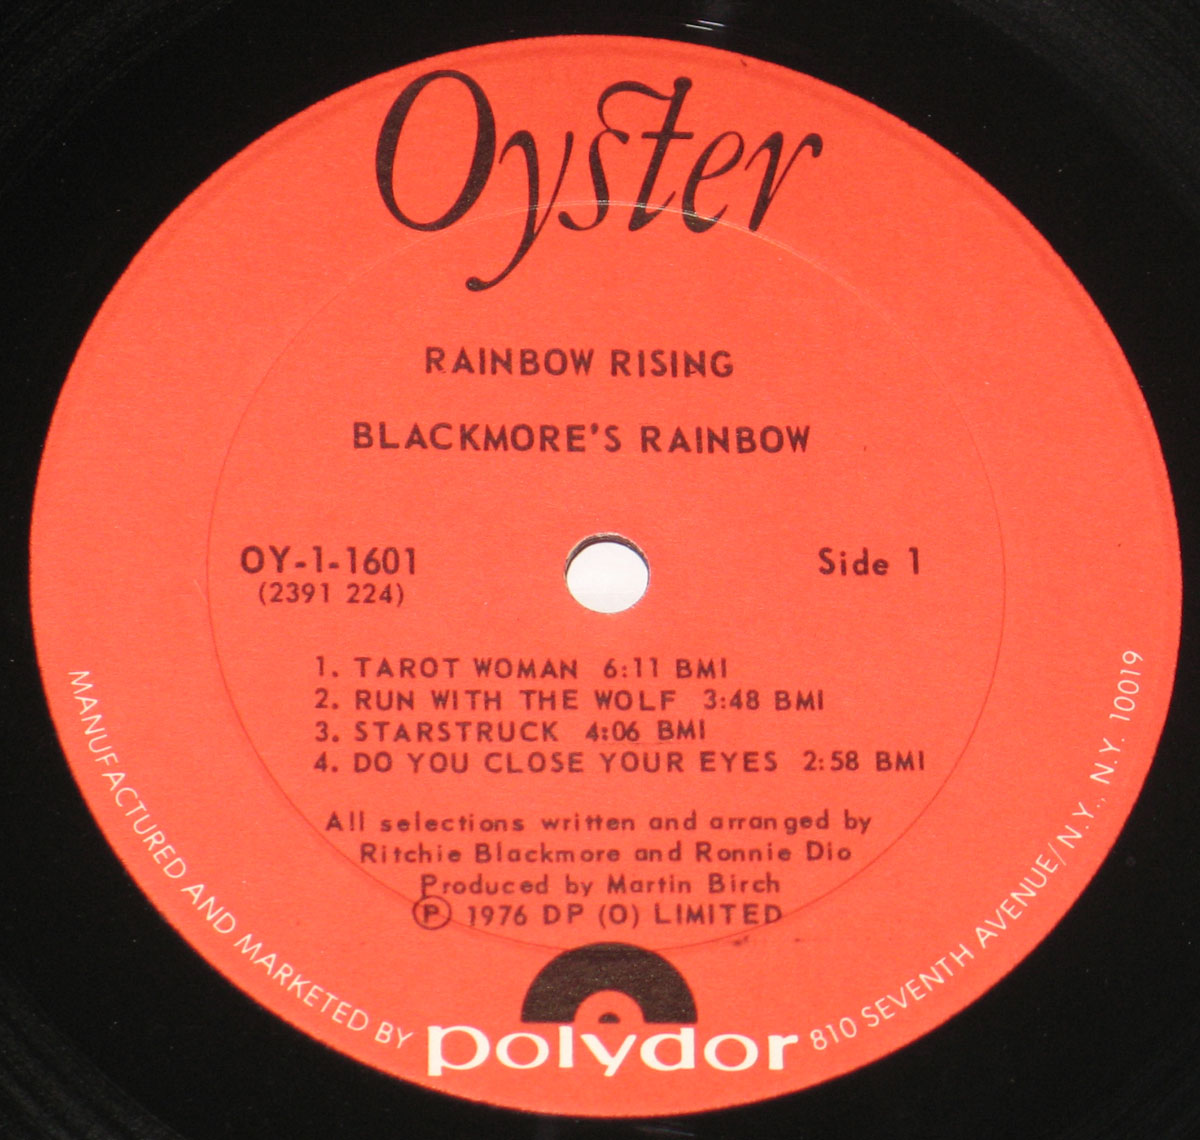 Oyster
RAINBOW RISING
BLACKMORE'S RAINBOW
OY-1-1601
(2391 224)
Side 1
1. TAROT WOMAN 6:11 BMI
2. RUN WITH THE WOLF 3:48 BMI
3. STARSTRUCK 4:06 BMI
4. DO YOU CLOSE YOUR EYES 2:58 BMI
All selections written and arranged by
Ritchie Blackmore and Ronnie Dio
Produced by Martin Birch
Ⓟ 1976 DP (O) LIMITED
MANUFACTURED AND MARKETED BY polydor 810 SEVENTH AVENUE/N.Y., N.Y. 10019